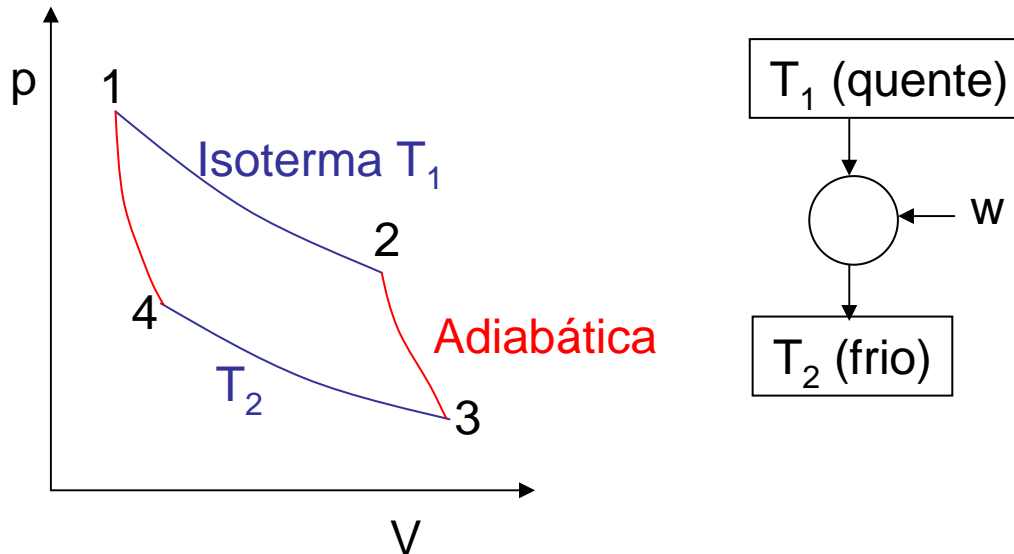 p
1
Isoterma T₁
2
4
Adiabática
T₂
3
V
T₁ (quente)
w
T₂ (frio)